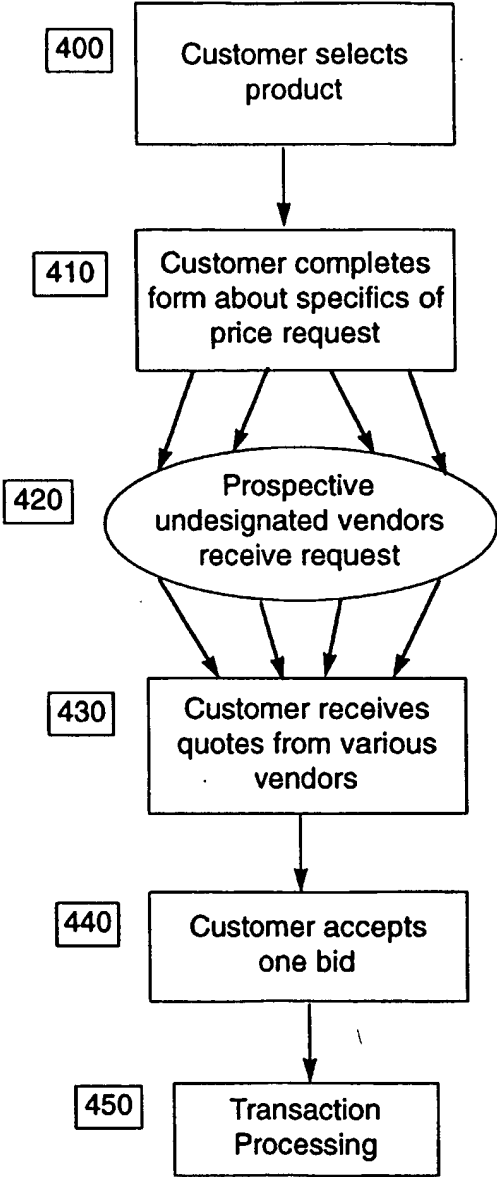 400
Customer selects
product
410
Customer completes
form about specifics of
price request
420
Prospective
undesignated vendors
receive request
430
Customer receives
quotes from various
vendors
440
Customer accepts
one bid
450
Transaction
Processing